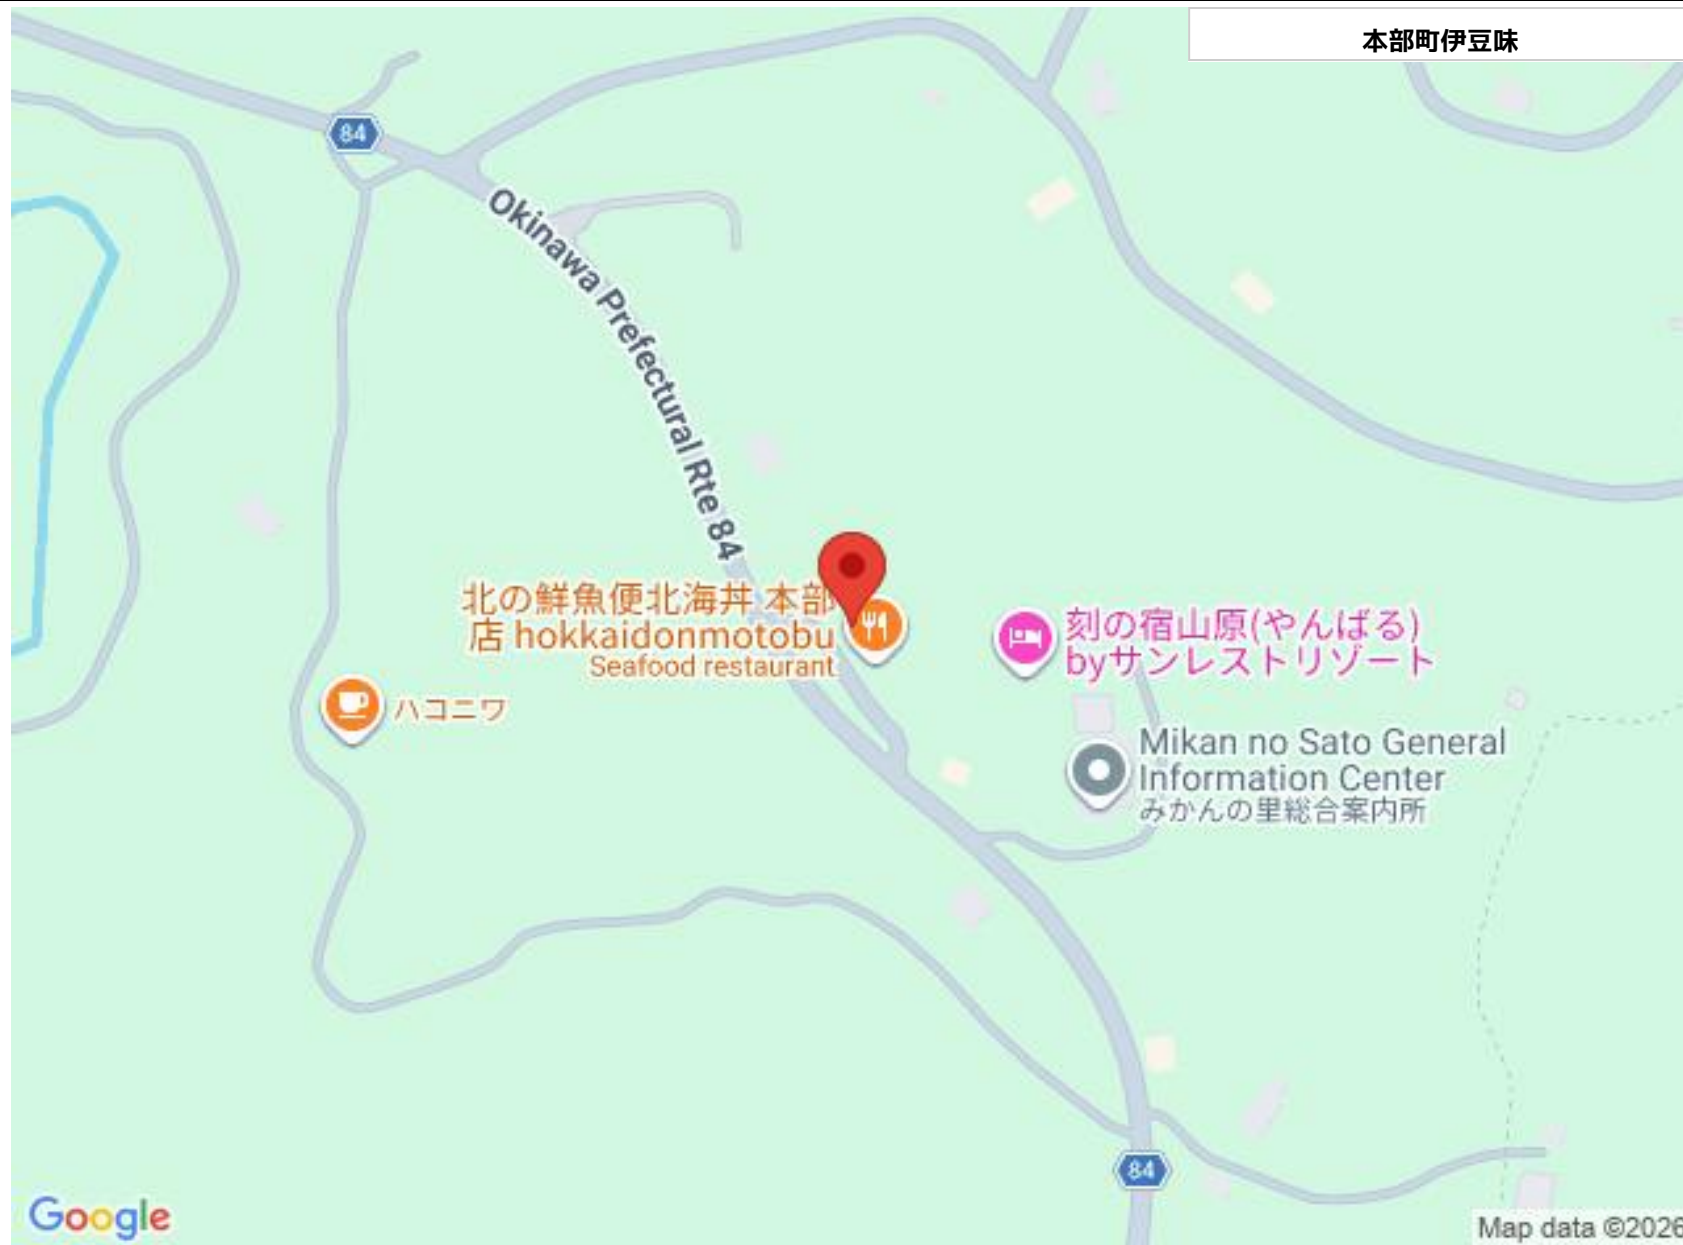 本部町伊豆味
84
Okinawa Prefectural Rte 84
北の鮮魚便北海丼 本部
店 hokkaidonmotobu
Seafood restaurant
刻の宿山原(やんばる)
byサンレストリゾート
ハコニワ
Mikan no Sato General
Information Center
みかんの里総合案内所
84
Google
Map data ©2026